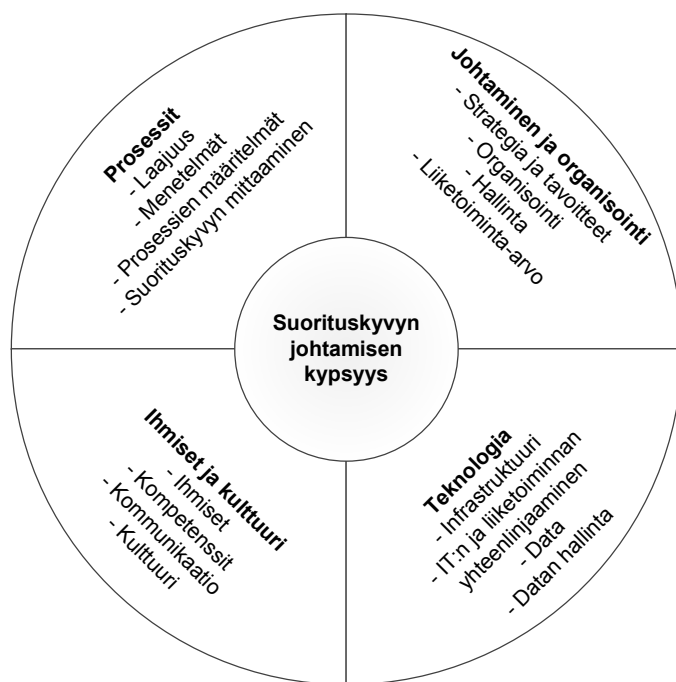 Prosessit
- Laajuus
- Menetelmät
- Prosessien määritelmät
- Suorituskyvyn mittaaminen
Johtaminen ja organisointi
- Strategia ja tavoitteet
- Organisointi
- Hallinta
- Liiketoiminta-arvo
Suorituskyvyn
johtamisen
kypsyys
Ihmiset ja kulttuuri
- Ihmiset
- Kompetenssit
- Kommunikaatio
- Kulttuuri
Teknologia
- Infrastruktuuri
- IT:n ja liiketoiminnan
yhteenlinjaaminen
- Data
- Datan hallinta